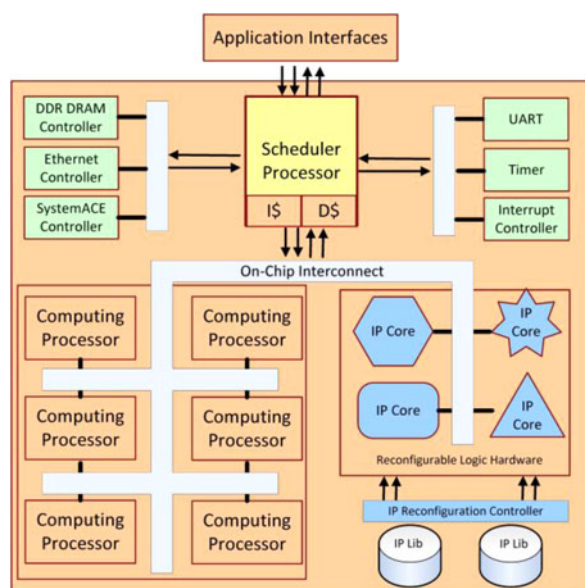 Application Interfaces
DDR DRAM
Controller
Ethernet
Controller
SystemACE
Controller
Scheduler
Processor
I$
D$
UART
Timer
Interrupt
Controller
On-Chip Interconnect
Computing
Processor
Computing
Processor
Computing
Processor
Computing
Processor
Computing
Processor
Computing
Processor
IP Core
IP
Core
IP Core
IP
Core
Reconfigurable Logic Hardware
IP Reconfiguration Controller
IP Lib
IP Lib